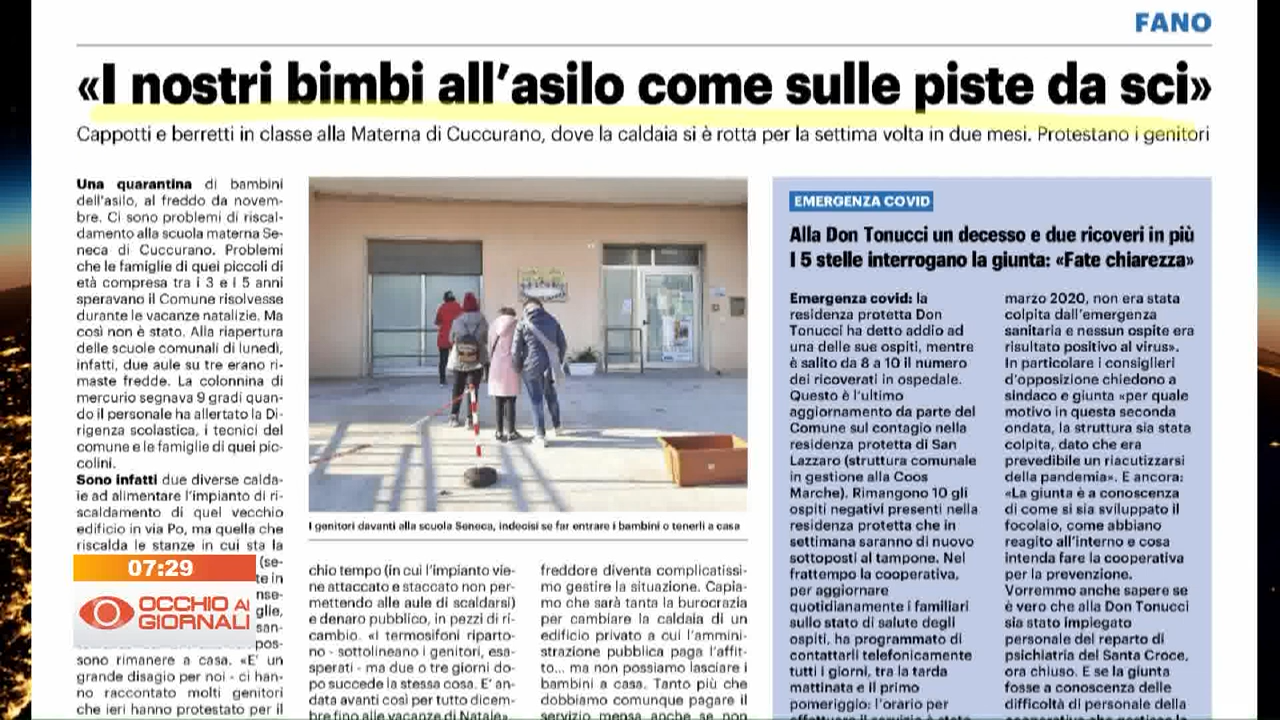 FANO
«I nostri bimbi all'asilo come sulle piste da sci»
Cappotti e berretti in classe alla Materna di Cuccurano, dove la caldaia si è rotta per la settima volta in due mesi. Protestano i genitori
Una quarantina di bambini
dell'asilo, al freddo da novem-
bre. Ci sono problemi di riscal-
damento alla scuola materna Se-
neca di Cuccurano. Problemi
che le famiglie di quei piccoli di
età compresa tra i 3 e i 5 anni
speravano il Comune risolvesse
durante le vacanze natalizie. Ma
così non è stato. Alla riapertura
delle scuole comunali di lunedì,
infatti, due aule su tre erano ri-
maste fredde. La colonnina di
mercurio segnava 9 gradi quan-
do il personale ha allertato la Di-
rigenza scolastica, i tecnici del
comune e le famiglie di quei pic-
colini.
Sono infatti due diverse calda-
ie ad alimentare l'impianto di ri-
scaldamento di quel vecchio
edificio in via Po, ma quella che
riscalda le stanze in cui sta la
(se-
te in
nse-
glie,
san-
pos-
sono rimanere a casa. «E' un
grande disagio per noi - ci han-
no raccontato molti genitori
che ieri hanno protestato per il
07:29
OCCHIO AI
GIORNALI
I genitori davanti alla scuola Seneca, indecisi se far entrare i bambini o tenerli a casa
chio tempo (in cui l'impianto vie-
ne attaccato e staccato non per-
mettendo alle aule di scaldarsi)
e denaro pubblico, in pezzi di ri-
cambio. «I termosifoni riparto-
no - sottolineano i genitori, esa-
sperati - ma due o tre giorni do-
po succede la stessa cosa. E' an-
data avanti così per tutto dicem-
bre fino alle vacanze di Natale».
freddore diventa complicatissi-
mo gestire la situazione. Capia-
mo che sarà tanta la burocrazia
per cambiare la caldaia di un
edificio privato a cui l'ammini-
strazione pubblica paga l'affit-
to... ma non possiamo lasciare i
bambini a casa. Tanto più che
dobbiamo comunque pagare il
servizio mensa anche se non
EMERGENZA COVID
Alla Don Tonucci un decesso e due ricoveri in più
I 5 stelle interrogano la giunta: «Fate chiarezza»
Emergenza covid: la
residenza protetta Don
Tonucci ha detto addio ad
una delle sue ospiti, mentre
è salito da 8 a 10 il numero
dei ricoverati in ospedale.
Questo è l'ultimo
aggiornamento da parte del
Comune sul contagio nella
residenza protetta di San
Lazzaro (struttura comunale
in gestione alla Coos
Marche). Rimangono 10 gli
ospiti negativi presenti nella
residenza protetta che in
settimana saranno di nuovo
sottoposti al tampone. Nel
frattempo la cooperativa,
per aggiornare
quotidianamente i familiari
sullo stato di salute degli
ospiti, ha programmato di
contattarli telefonicamente
tutti i giorni, tra la tarda
mattinata e il primo
pomeriggio: l'orario per
marzo 2020, non era stata
colpita dall'emergenza
sanitaria e nessun ospite era
risultato positivo al virus».
In particolare i consiglieri
d'opposizione chiedono a
sindaco e giunta «per quale
motivo in questa seconda
ondata, la struttura sia stata
colpita, dato che era
prevedibile un riacutizzarsi
della pandemia». E ancora:
«La giunta è a conoscenza
di come si sia sviluppato il
focolaio, come abbiano
reagito all'interno e cosa
intenda fare la cooperativa
per la prevenzione.
Vorremmo anche sapere se
è vero che alla Don Tonucci
sia stato impiegato
personale del reparto di
psichiatria del Santa Croce,
ora chiuso. E se la giunta
fosse a conoscenza delle
difficoltà di personale della